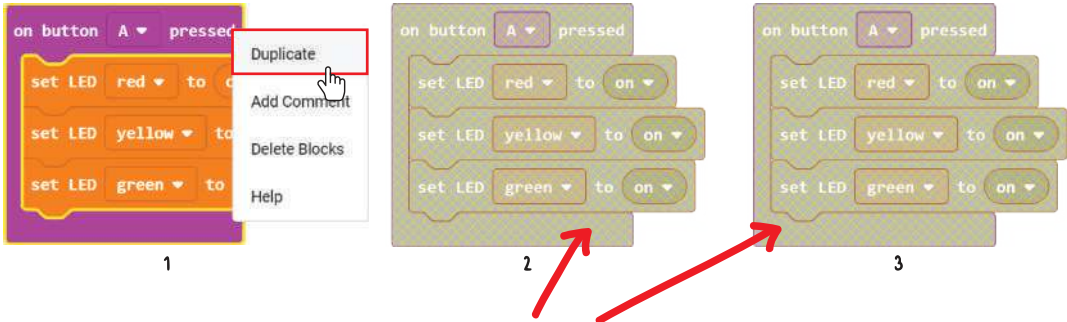 on button A pressed
set LED red to
set LED yellow to
set LED green to
Duplicate
Add Comment
Delete Blocks
Help
1
on button A pressed
set LED red to on
set LED yellow to on
set LED green to on
2
on button A pressed
set LED red to on
set LED yellow to on
set LED green to on
3